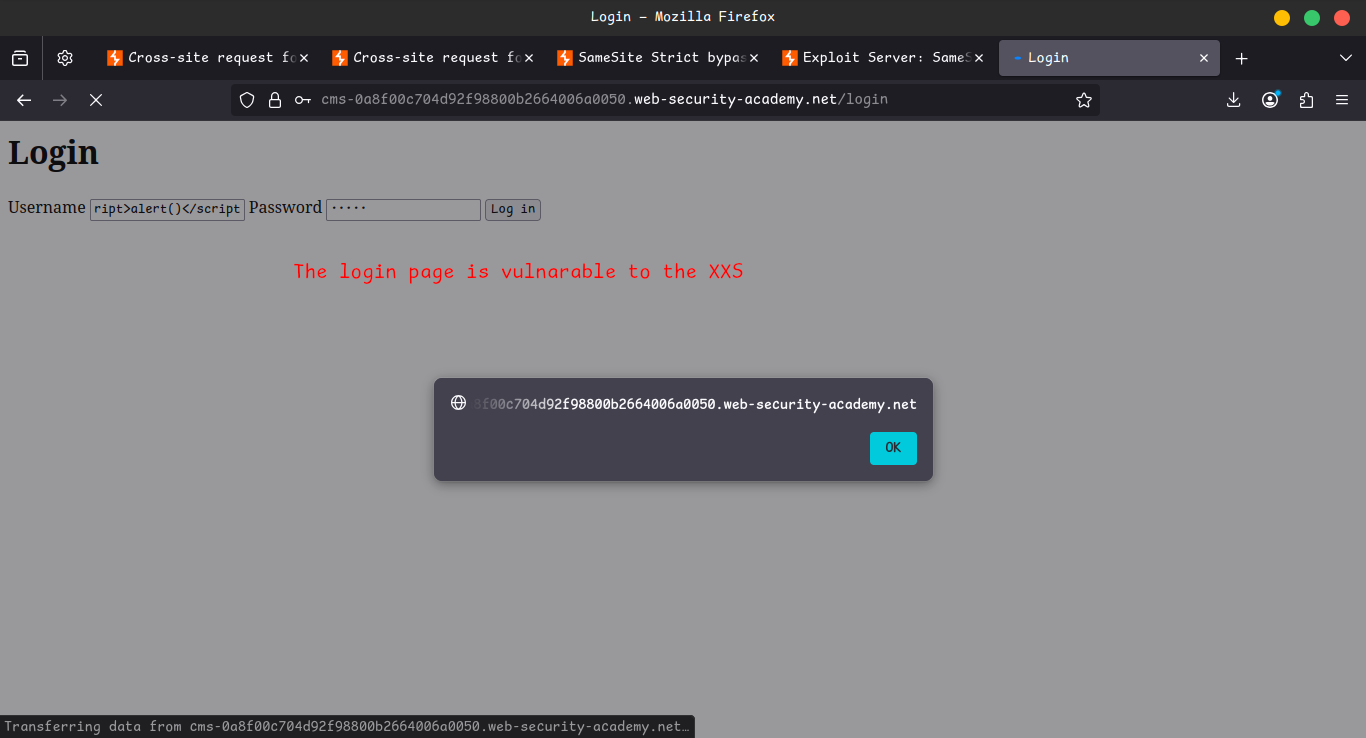 Login — Mozilla Firefox
Cross-site request fo
Cross-site request fo
SameSite Strict bypas
Exploit Server: SameS
Login
cms-0a8f00c704d92f98800b2664006a0050.web-security-academy.net/login
Login
Username ript>alert()</script Password ····· Log in
The login page is vulnarable to the XXS
8f00c704d92f98800b2664006a0050.web-security-academy.net
OK
Transferring data from cms-0a8f00c704d92f98800b2664006a0050.web-security-academy.net…